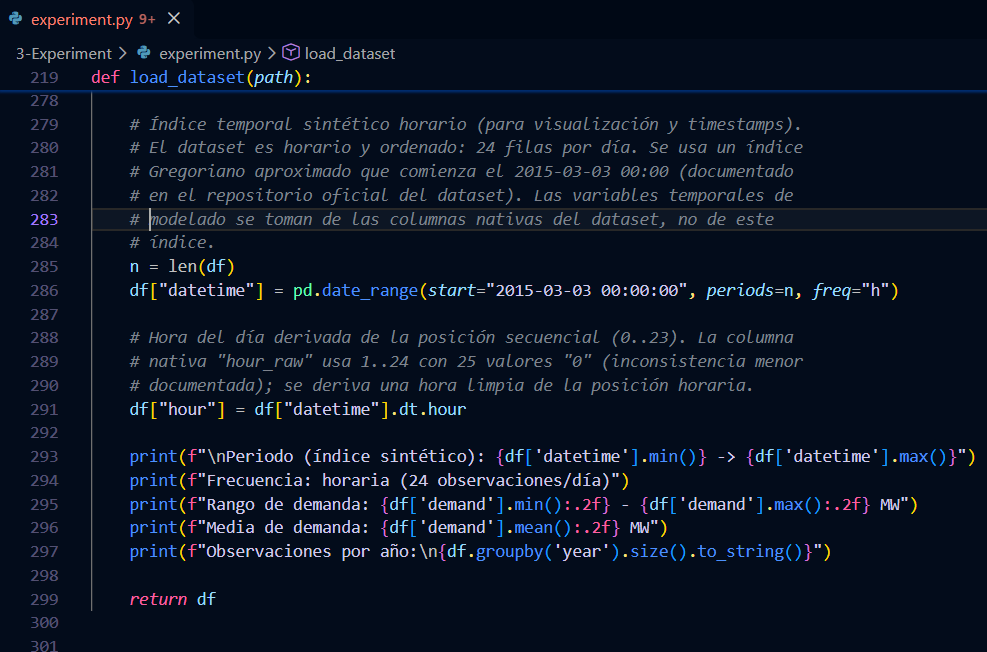 experiment.py 9+
3-Experiment > experiment.py > load_dataset
219 def load_dataset(path):
278
279 # Índice temporal sintético horario (para visualización y timestamps).
280 # El dataset es horario y ordenado: 24 filas por día. Se usa un índice
281 # Gregoriano aproximado que comienza el 2015-03-03 00:00 (documentado
282 # en el repositorio oficial del dataset). Las variables temporales de
283 # modelado se toman de las columnas nativas del dataset, no de este
284 # índice.
285 n = len(df)
286 df["datetime"] = pd.date_range(start="2015-03-03 00:00:00", periods=n, freq="h")
287
288 # Hora del día derivada de la posición secuencial (0..23). La columna
289 # nativa "hour_raw" usa 1..24 con 25 valores "0" (inconsistencia menor
290 # documentada); se deriva una hora limpia de la posición horaria.
291 df["hour"] = df["datetime"].dt.hour
292
293 print(f"\nPeriodo (índice sintético): {df['datetime'].min()} -> {df['datetime'].max()}")
294 print(f"Frecuencia: horaria (24 observaciones/día)")
295 print(f"Rango de demanda: {df['demand'].min():.2f} - {df['demand'].max():.2f} MW")
296 print(f"Media de demanda: {df['demand'].mean():.2f} MW")
297 print(f"Observaciones por año:\n{df.groupby('year').size().to_string()}")
298
299 return df
300
301